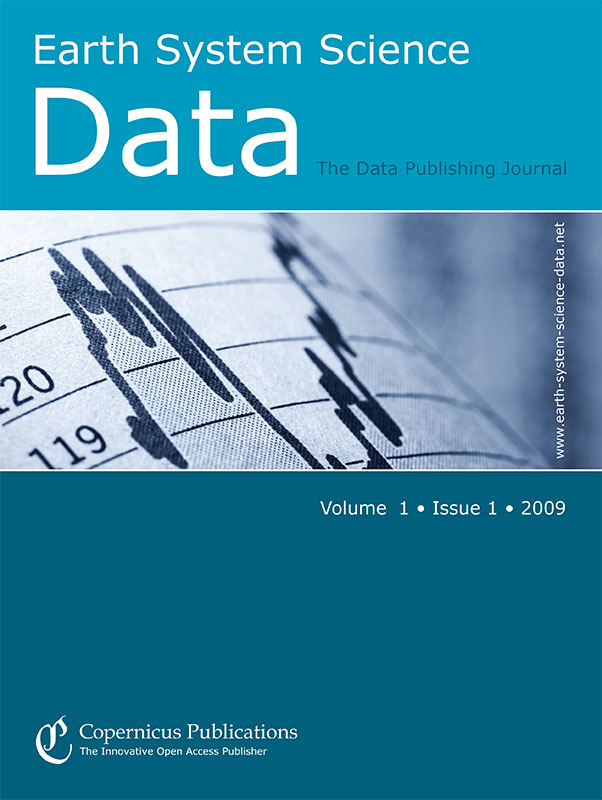 Earth System Science
Data
The Data Publishing Journal
www.earth-system-science-data.net
120
119
Volume 1 • Issue 1 • 2009
Copernicus Publications
The Innovative Open Access Publisher